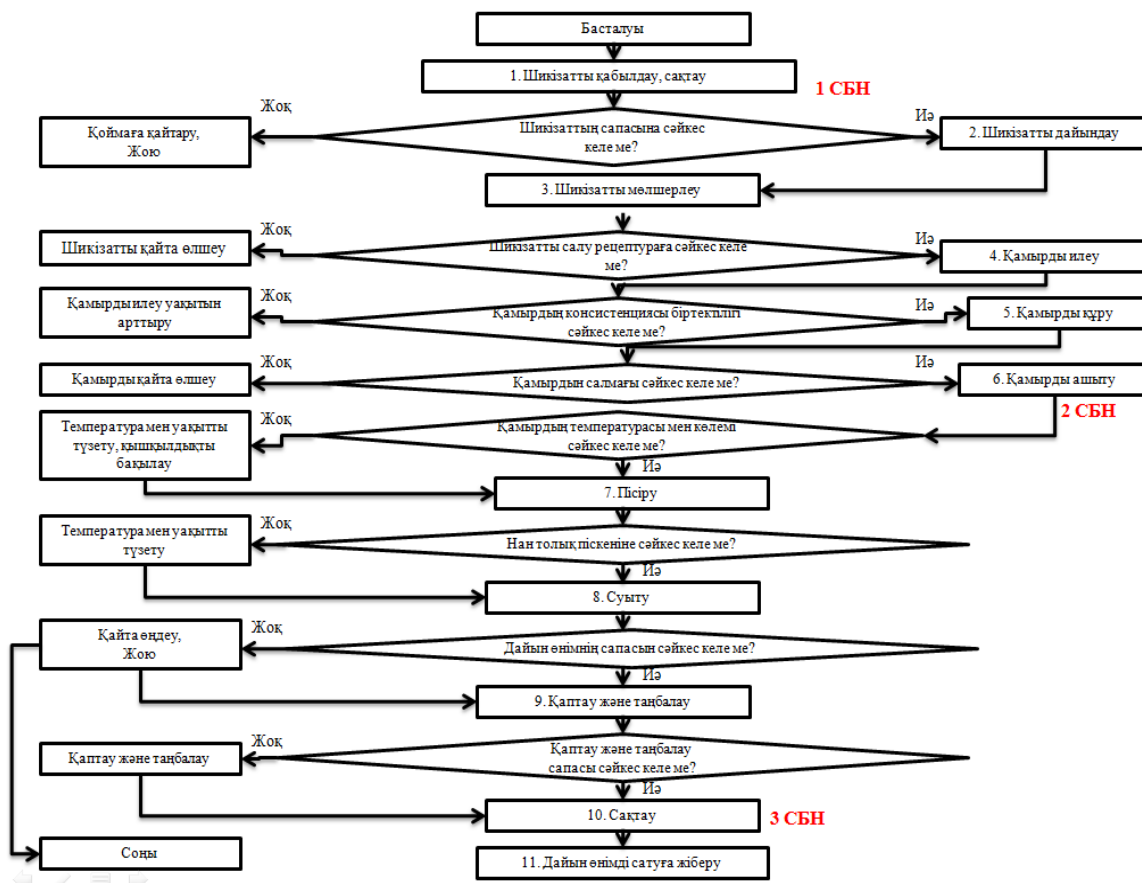 Басталуы
1. Шикізатты қабылдау, сақтау
1 СБН
Жоқ
Иә
Қоймаға қайтару,
Жою
Шикізаттың сапасына сәйкес
келе ме?
2. Шикізатты дайындау
3. Шикізатты мөлшерлеу
Жоқ
Иә
Шикізатты қайта өлшеу
Шикізатты салу рецептураға сәйкес келе
ме?
4. Қамырды илеу
Жоқ
Иә
Қамырды илеу уақытын
арттыру
Қамырдың консистенциясы біртектілігі
сәйкес келе ме?
5. Қамырды құру
Жоқ
Иә
Қамырды қайта өлшеу
Қамырдын салмағы сәйкес келе ме?
6. Қамырды ашыту
2 СБН
Жоқ
Температура мен уақытты
түзету, қышқылдықты
бақылау
Қамырдың температурасы мен көлемі
сәйкес келе ме?
Иә
7. Пісіру
Жоқ
Температура мен уақытты
түзету
Нан толық піскеніне сәйкес келе ме?
Иә
8. Суыту
Жоқ
Қайта өңдеу,
Жою
Дайын өнімнің сапасын сәйкес келе ме?
Иә
9. Қаптау және таңбалау
Жоқ
Қаптау және таңбалау
Қаптау және таңбалау
сапасы сәйкес келе ме?
Иә
10. Сақтау
3 СБН
Соңы
11. Дайын өнімді сатуға жіберу